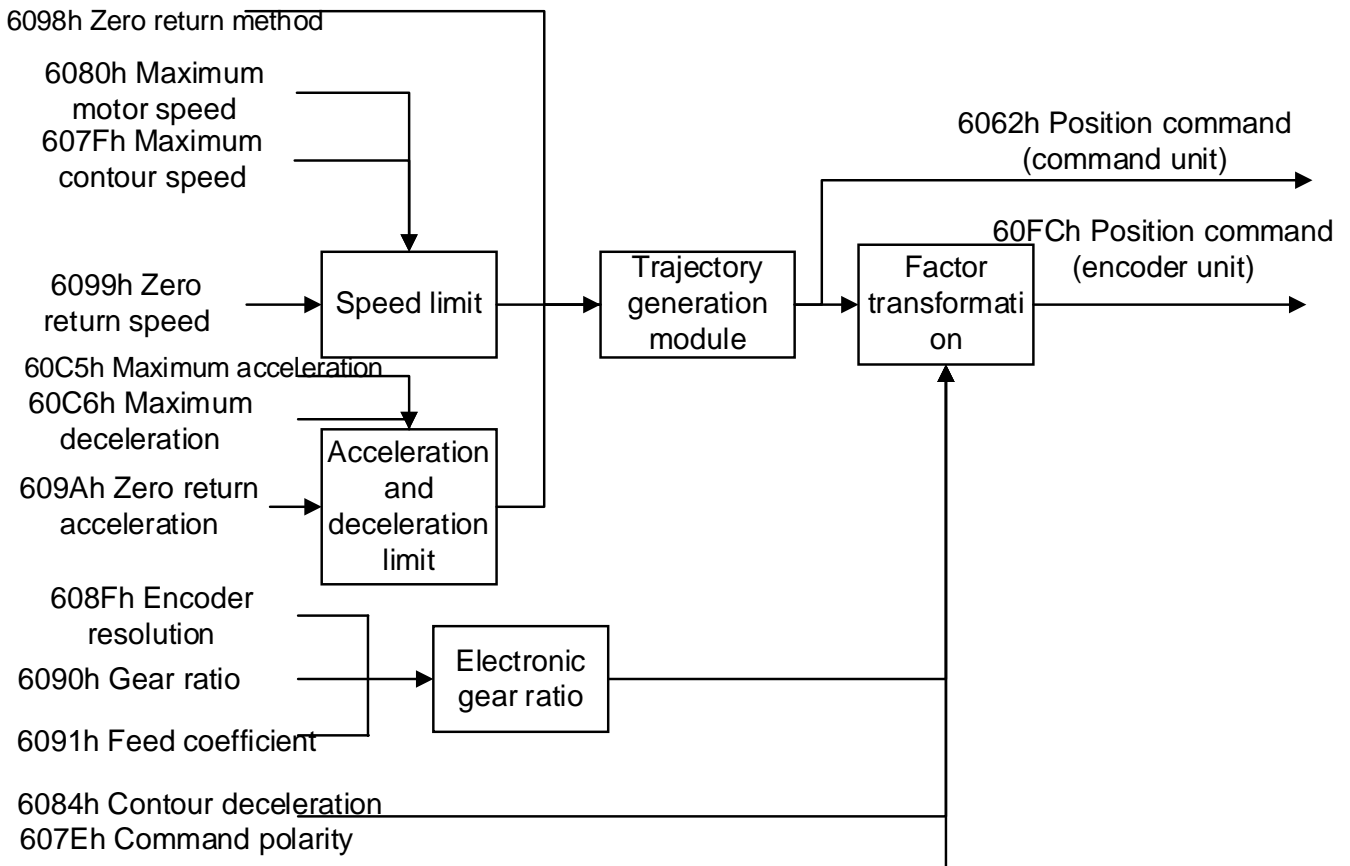 6098h Zero return method
6080h Maximum
motor speed
607Fh Maximum
contour speed
6062h Position command
(command unit)
60FCh Position command
(encoder unit)
6099h Zero
return speed
Speed limit
Trajectory
generation
module
Factor
transformati
on
60C5h Maximum acceleration
60C6h Maximum
deceleration
609Ah Zero return
acceleration
Acceleration
and
deceleration
limit
608Fh Encoder
resolution
6090h Gear ratio
6091h Feed coefficient
Electronic
gear ratio
6084h Contour deceleration
607Eh Command polarity